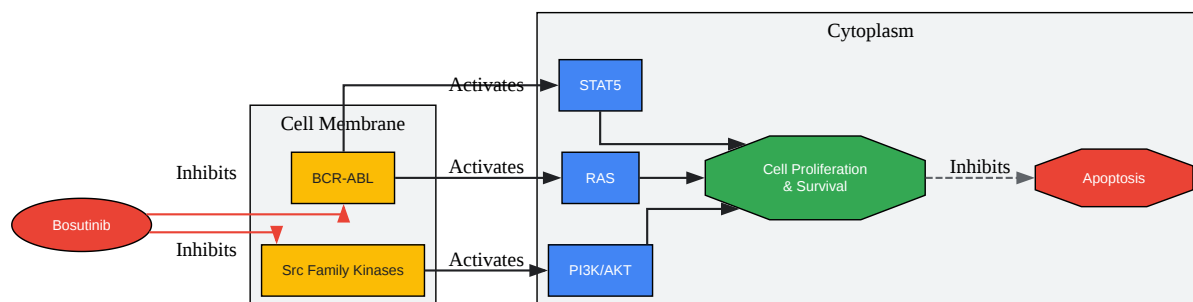 Cytoplasm
Activates
STAT5
Cell Membrane
Inhibits
BCR-ABL
Activates
RAS
Cell Proliferation
& Survival
Inhibits
Apoptosis
Bosutinib
Inhibits
Src Family Kinases
Activates
PI3K/AKT